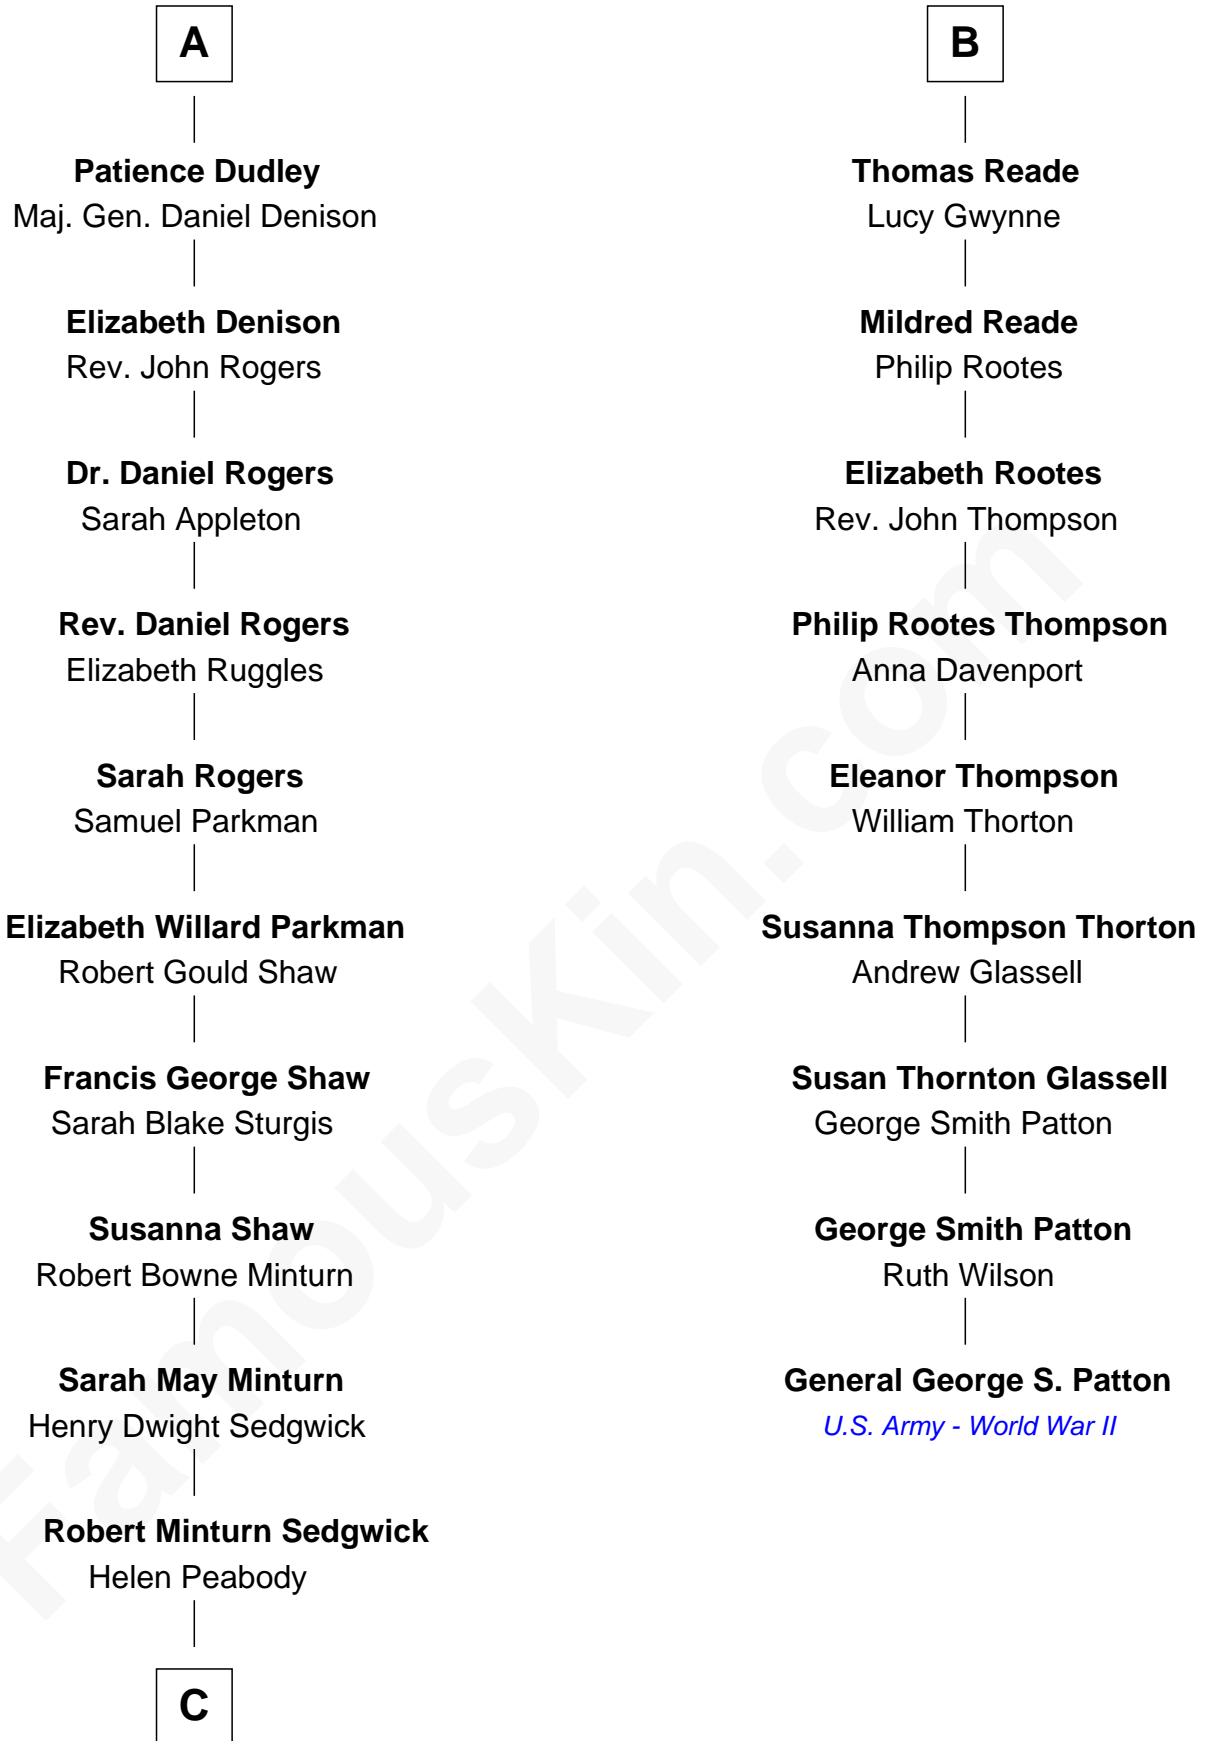 A
Patience Dudley
Maj. Gen. Daniel Denison
Elizabeth Denison
Rev. John Rogers
Dr. Daniel Rogers
Sarah Appleton
Rev. Daniel Rogers
Elizabeth Ruggles
Sarah Rogers
Samuel Parkman
Elizabeth Willard Parkman
Robert Gould Shaw
Francis George Shaw
Sarah Blake Sturgis
Susanna Shaw
Robert Bowne Minturn
Sarah May Minturn
Henry Dwight Sedgwick
Robert Minturn Sedgwick
Helen Peabody
C
B
Thomas Reade
Lucy Gwynne
Mildred Reade
Philip Rootes
Elizabeth Rootes
Rev. John Thompson
Philip Rootes Thompson
Anna Davenport
Eleanor Thompson
William Thorton
Susanna Thompson Thorton
Andrew Glassell
Susan Thornton Glassell
George Smith Patton
George Smith Patton
Ruth Wilson
General George S. Patton
U.S. Army - World War II
FamousKin.com